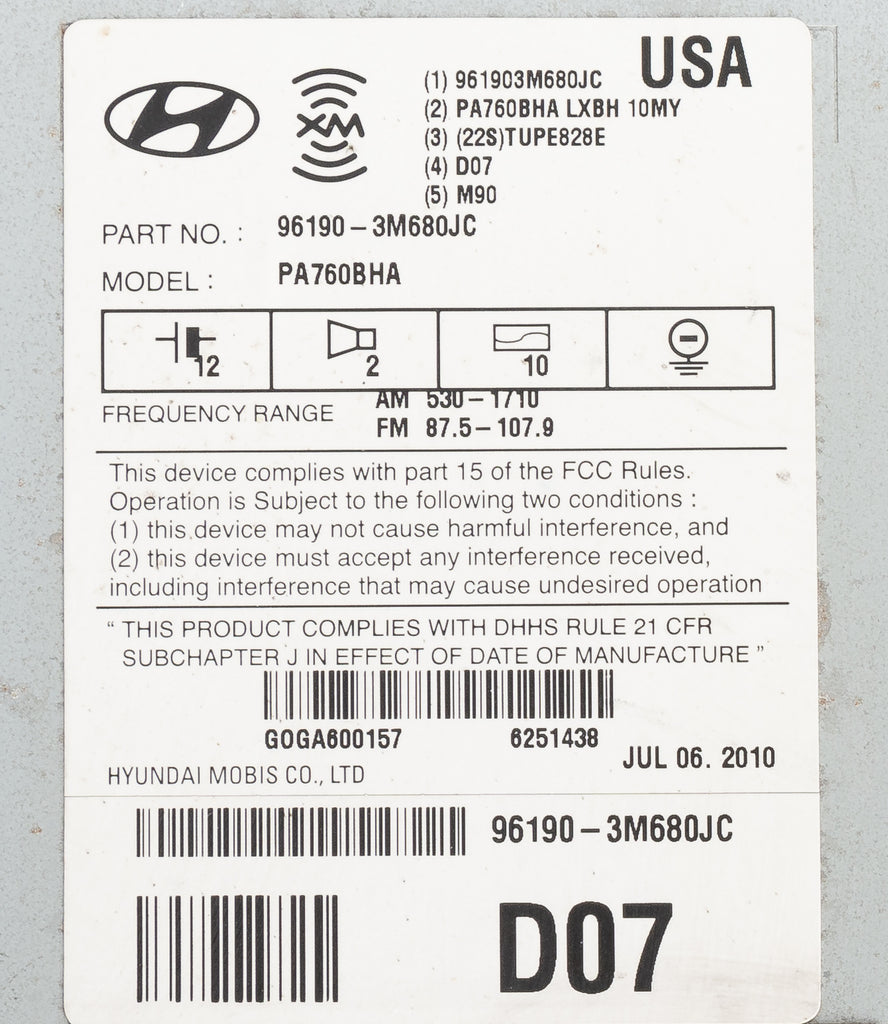 USA
XM
(1) 961903M680JC
(2) PA760BHA LXBH 10MY
(3) (22S)TUPE828E
(4) D07
(5) M90
PART NO. : 96190-3M680JC
MODEL : PA760BHA
12 2 10
FREQUENCY RANGE
AM 530-1710
FM 87.5-107.9
This device complies with part 15 of the FCC Rules.
Operation is Subject to the following two conditions :
(1) this device may not cause harmful interference, and
(2) this device must accept any interference received,
including interference that may cause undesired operation
“ THIS PRODUCT COMPLIES WITH DHHS RULE 21 CFR
SUBCHAPTER J IN EFFECT OF DATE OF MANUFACTURE ”
G0GA600157 6251438
JUL 06. 2010
HYUNDAI MOBIS CO., LTD
96190-3M680JC
D07